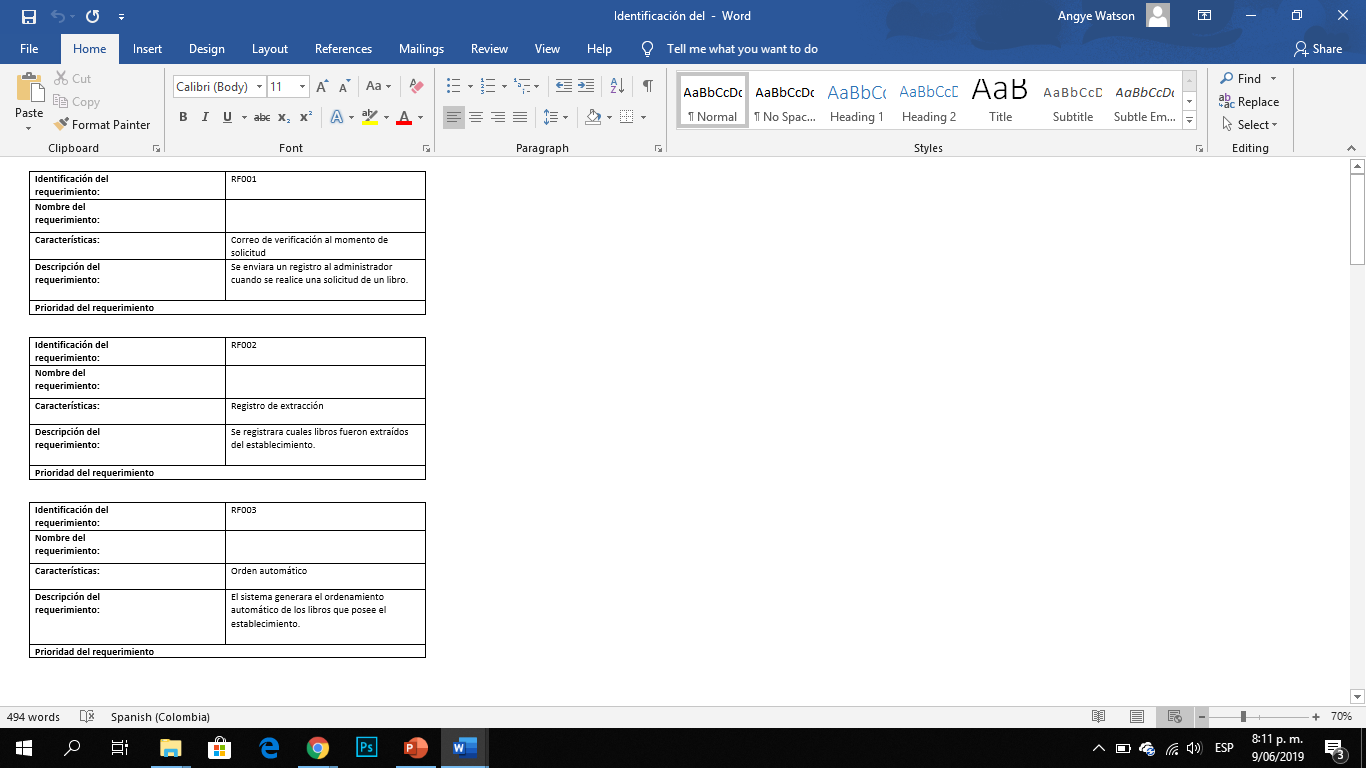 Identificación del - Word
Angye Watson
File Home Insert Design Layout References Mailings Review View Help Tell me what you want to do Share
Paste
Cut
Copy
Format Painter
Clipboard
Calibri (Body) 11
Font
Paragraph
AaBbCcDc AaBbCcDc AaBbCc AaBbCcD AaB AaBbCcD AaBbCcDc
¶ Normal ¶ No Spac... Heading 1 Heading 2 Title Subtitle Subtle Em...
Styles
Find
Replace
Select
Editing
Identificación del
requerimiento:
RF001
Nombre del
requerimiento:
Características:
Correo de verificación al momento de
solicitud
Descripción del
requerimiento:
Se enviara un registro al administrador
cuando se realice una solicitud de un libro.
Prioridad del requerimiento
Identificación del
requerimiento:
RF002
Nombre del
requerimiento:
Características:
Registro de extracción
Descripción del
requerimiento:
Se registrara cuales libros fueron extraídos
del establecimiento.
Prioridad del requerimiento
Identificación del
requerimiento:
RF003
Nombre del
requerimiento:
Características:
Orden automático
Descripción del
requerimiento:
El sistema generara el ordenamiento
automático de los libros que posee el
establecimiento.
Prioridad del requerimiento
494 words Spanish (Colombia) 70%
ESP
8:11 p. m.
9/06/2019
3